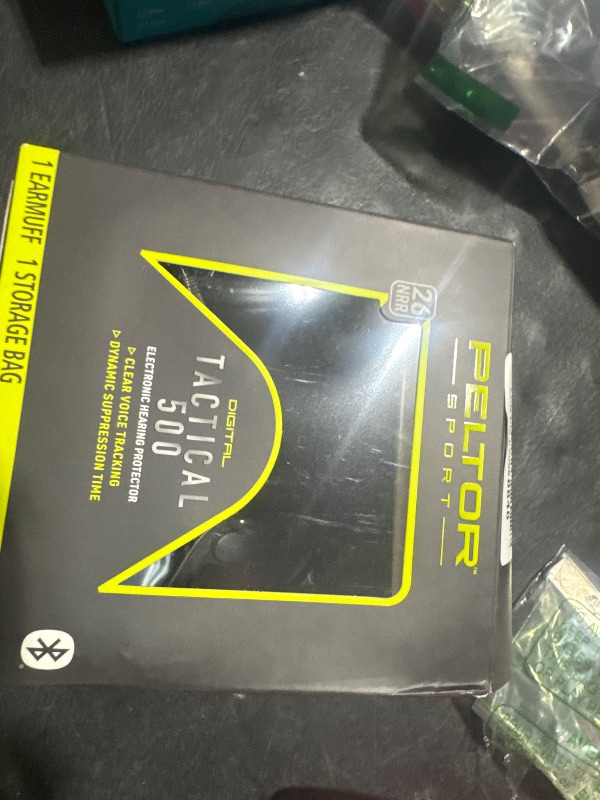 PELTOR™
SPORT
26
NRR
DIGITAL
TACTICAL
500
ELECTRONIC HEARING PROTECTOR
▷ CLEAR VOICE TRACKING
▷ DYNAMIC SUPPRESSION TIME
1 EARMUFF 1 STORAGE BAG